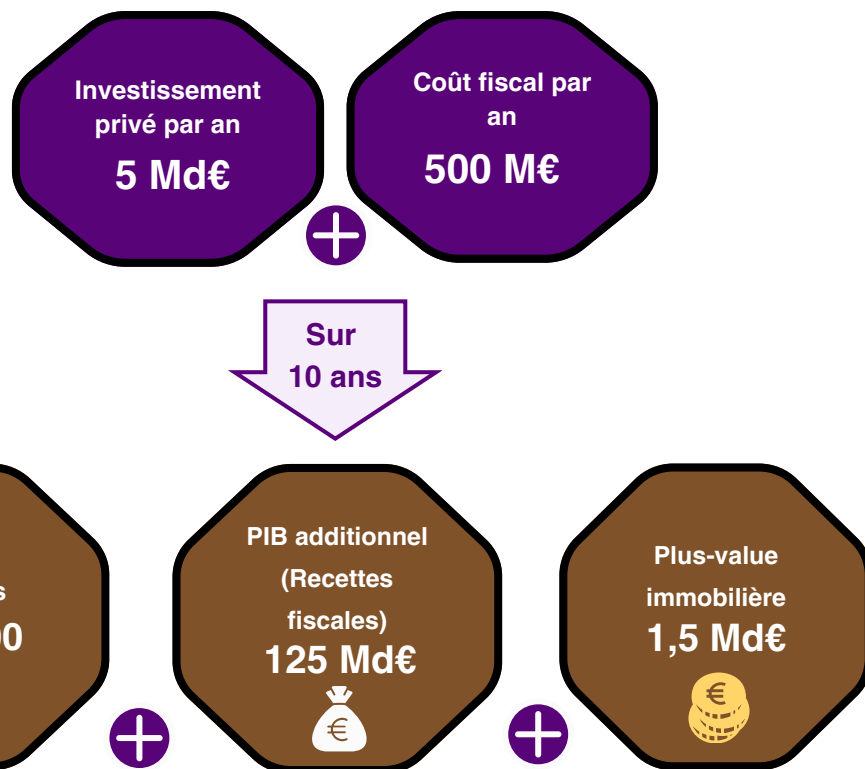 Investissement
privé par an
5 Md€
Coût fiscal par
an
500 M€
Sur
10 ans
PIB additionnel
(Recettes
fiscales)
125 Md€
€
Plus-value
immobilière
1,5 Md€
€